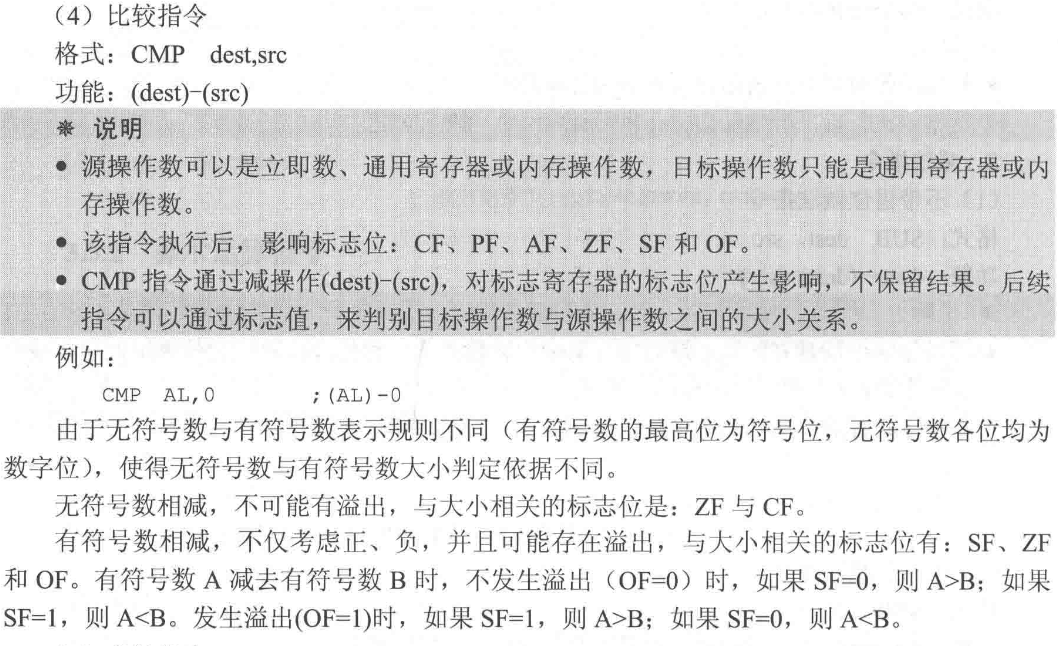 （4）比较指令
格式：CMP dest,src
功能：(dest)-(src)
※ 说明
● 源操作数可以是立即数、通用寄存器或内存操作数，目标操作数只能是通用寄存器或内
存操作数。
● 该指令执行后，影响标志位：CF、PF、AF、ZF、SF 和 OF。
● CMP 指令通过减操作(dest)-(src)，对标志寄存器的标志位产生影响，不保留结果。后续
指令可以通过标志值，来判别目标操作数与源操作数之间的大小关系。
例如：
CMP AL,0 ;(AL)-0
由于无符号数与有符号数表示规则不同（有符号数的最高位为符号位，无符号数各位均为
数字位），使得无符号数与有符号数大小判定依据不同。
无符号数相减，不可能有溢出，与大小相关的标志位是：ZF 与 CF。
有符号数相减，不仅考虑正、负，并且可能存在溢出，与大小相关的标志位有：SF、ZF
和 OF。有符号数 A 减去有符号数 B 时，不发生溢出（OF=0）时，如果 SF=0，则 A>B；如果
SF=1，则 A<B。发生溢出(OF=1)时，如果 SF=1，则 A>B；如果 SF=0，则 A<B。